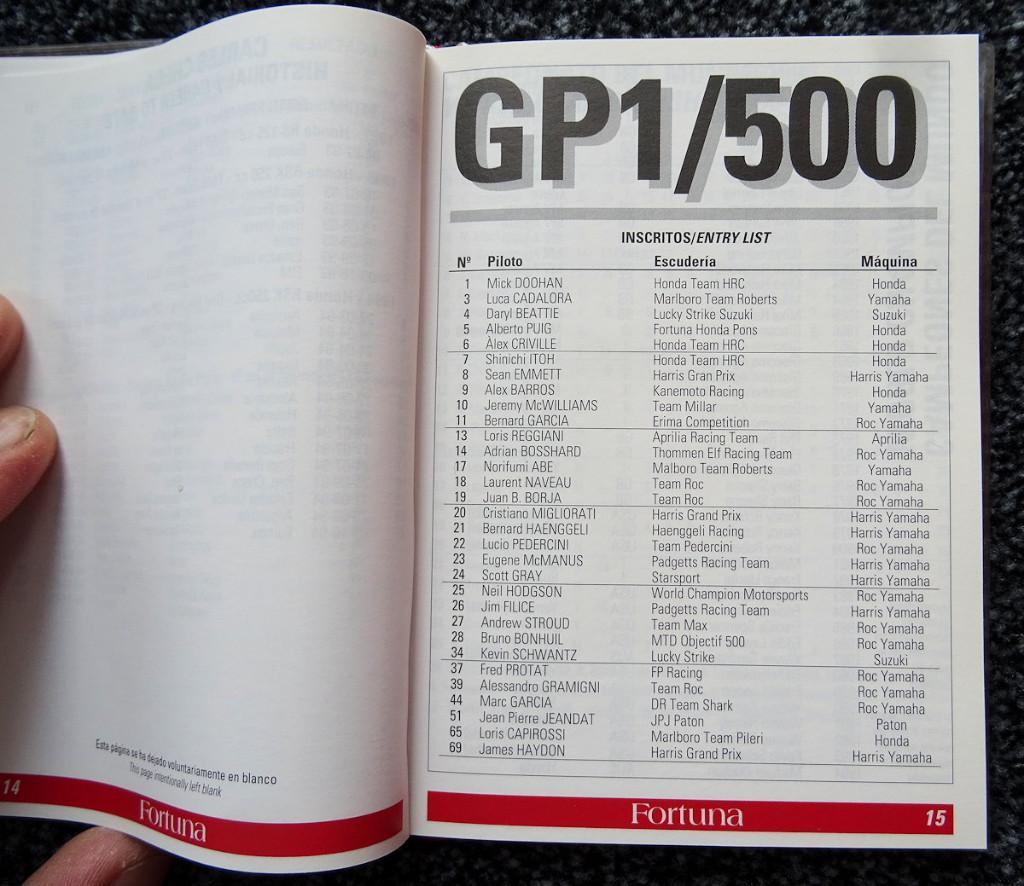 Esta página se ha dejado voluntariamente en blanco
This page intentionally left blank
14
Fortuna
GP1/500
INSCRITOS/ENTRY LIST
Nº Piloto Escudería Máquina
1 Mick DOOHAN Honda Team HRC Honda
3 Luca CADALORA Marlboro Team Roberts Yamaha
4 Daryl BEATTIE Lucky Strike Suzuki Suzuki
5 Alberto PUIG Fortuna Honda Pons Honda
6 Àlex CRIVILLE Honda Team HRC Honda
7 Shinichi ITOH Honda Team HRC Honda
8 Sean EMMETT Harris Gran Prix Harris Yamaha
9 Alex BARROS Kanemoto Racing Honda
10 Jeremy McWILLIAMS Team Millar Yamaha
11 Bernard GARCIA Erima Competition Roc Yamaha
13 Loris REGGIANI Aprilia Racing Team Aprilia
14 Adrian BOSSHARD Thommen Elf Racing Team Roc Yamaha
17 Norifumi ABE Malboro Team Roberts Yamaha
18 Laurent NAVEAU Team Roc Roc Yamaha
19 Juan B. BORJA Team Roc Roc Yamaha
20 Cristiano MIGLIORATI Harris Grand Prix Harris Yamaha
21 Bernard HAENGGELI Haenggeli Racing Harris Yamaha
22 Lucio PEDERCINI Team Pedercini Roc Yamaha
23 Eugene McMANUS Padgetts Racing Team Harris Yamaha
24 Scott GRAY Starsport Harris Yamaha
25 Neil HODGSON World Champion Motorsports Roc Yamaha
26 Jim FILICE Padgetts Racing Team Harris Yamaha
27 Andrew STROUD Team Max Roc Yamaha
28 Bruno BONHUIL MTD Objectif 500 Roc Yamaha
34 Kevin SCHWANTZ Lucky Strike Suzuki
37 Fred PROTAT FP Racing Roc Yamaha
39 Alessandro GRAMIGNI Team Roc Roc Yamaha
44 Marc GARCIA DR Team Shark Roc Yamaha
51 Jean Pierre JEANDAT JPJ Paton Paton
65 Loris CAPIROSSI Marlboro Team Pileri Honda
69 James HAYDON Harris Grand Prix Harris Yamaha
Fortuna 15